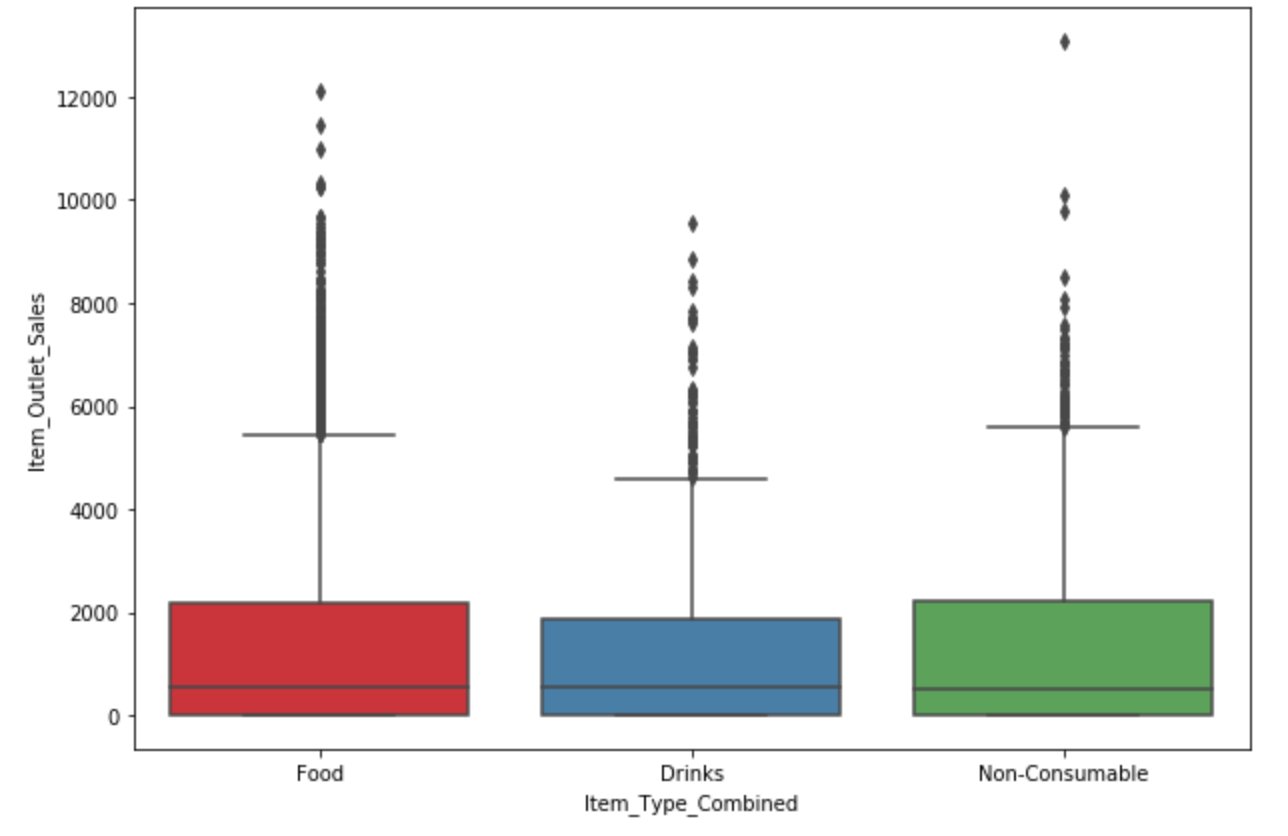 12000
10000
8000
6000
4000
2000
0
Item_Outlet_Sales
Food
Drinks
Non-Consumable
Item_Type_Combined